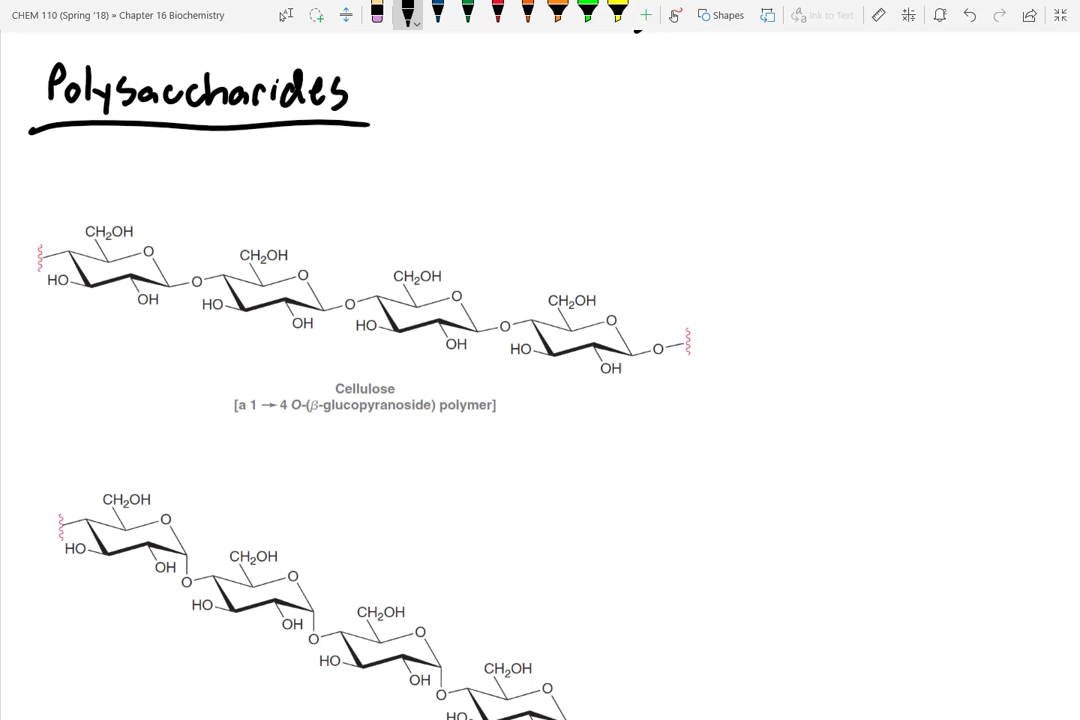 CHEM 110 (Spring '18) » Chapter 16 Biochemistry
Shapes
Ink to Text
Polysaccharides
CH₂OH
O
HO
OH
O
CH₂OH
O
HO
OH
O
CH₂OH
O
HO
OH
O
CH₂OH
O
HO
OH
O
Cellulose
[a 1 → 4 O-(β-glucopyranoside) polymer]
CH₂OH
O
HO
OH
O
CH₂OH
O
HO
OH
O
CH₂OH
O
HO
OH
O
CH₂OH
O
HO